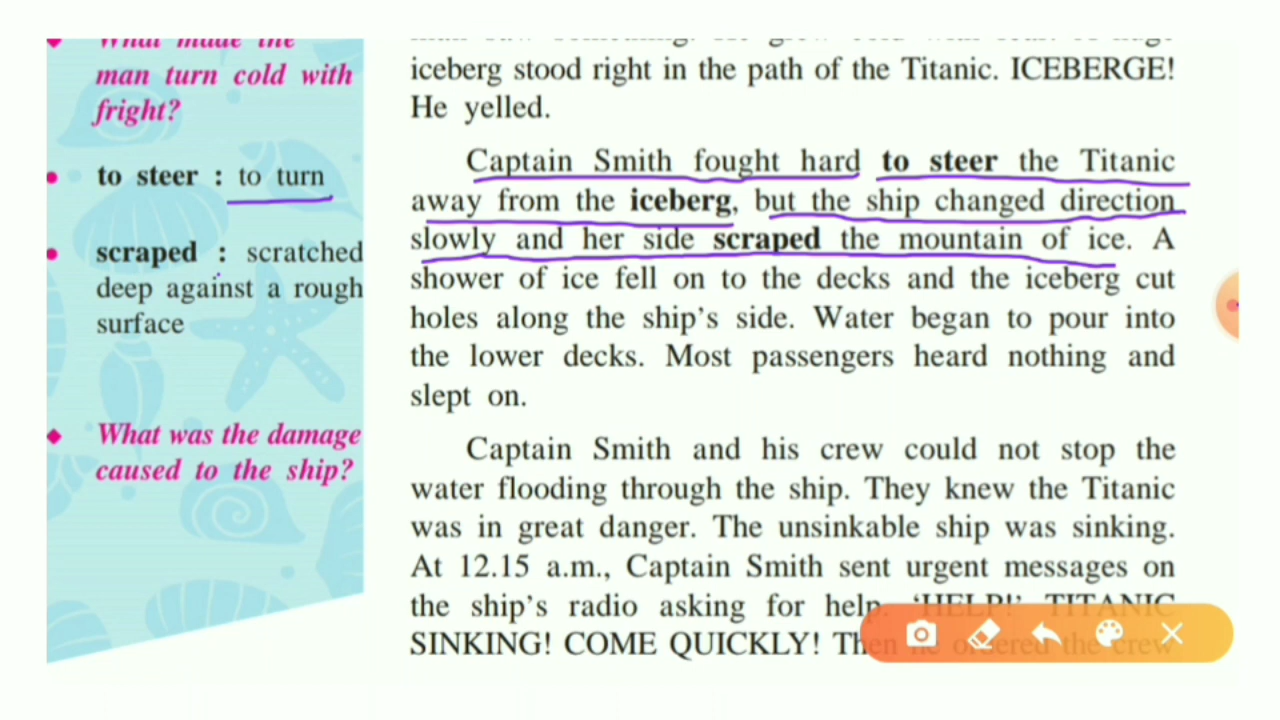 What made the
man turn cold with
fright?
to steer : to turn
scraped : scratched
deep against a rough
surface
What was the damage
caused to the ship?
iceberg stood right in the path of the Titanic. ICEBERGE!
He yelled.
Captain Smith fought hard to steer the Titanic
away from the iceberg, but the ship changed direction
slowly and her side scraped the mountain of ice. A
shower of ice fell on to the decks and the iceberg cut
holes along the ship's side. Water began to pour into
the lower decks. Most passengers heard nothing and
slept on.
Captain Smith and his crew could not stop the
water flooding through the ship. They knew the Titanic
was in great danger. The unsinkable ship was sinking.
At 12.15 a.m., Captain Smith sent urgent messages on
the ship's radio asking for help. 'HELP!' TITANIC
SINKING! COME QUICKLY! Then he ordered the crew